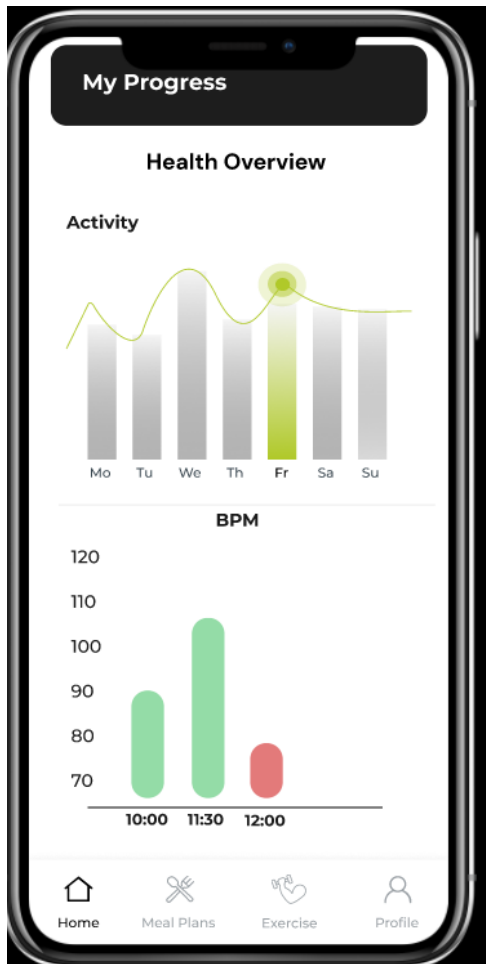 My Progress
Health Overview
Activity
Mo Tu We Th Fr Sa Su
BPM
120
110
100
90
80
70
10:00 11:30 12:00
Home Meal Plans Exercise Profile